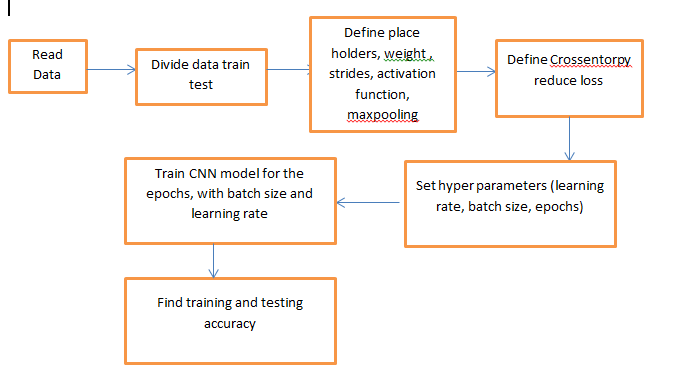 Read
Data
Divide data train
test
Define place
holders, weight ,
strides, activation
function,
maxpooling
Define Crossentorpy
reduce loss
Set hyper parameters (learning
rate, batch size, epochs)
Train CNN model for the
epochs, with batch size and
learning rate
Find training and testing
accuracy